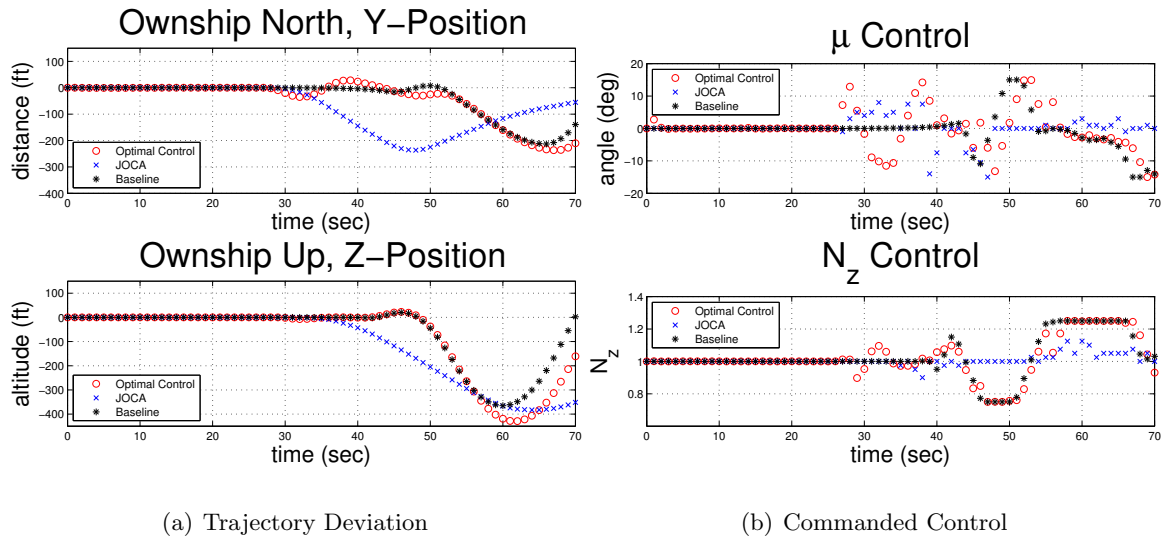 Ownship North, Y−Position
distance (ft)
100
0
−100
−200
−300
−400
Optimal Control
JOCA
Baseline
0 10 20 30 40 50 60 70
time (sec)
Ownship Up, Z−Position
altitude (ft)
100
0
−100
−200
−300
−400
Optimal Control
JOCA
Baseline
0 10 20 30 40 50 60 70
time (sec)
(a) Trajectory Deviation
μ Control
angle (deg)
20
10
0
−10
−20
Optimal Control
JOCA
Baseline
0 10 20 30 40 50 60 70
time (sec)
Nz Control
Nz
1.4
1.2
1
0.8
Optimal Control
JOCA
Baseline
0 10 20 30 40 50 60 70
time (sec)
(b) Commanded Control